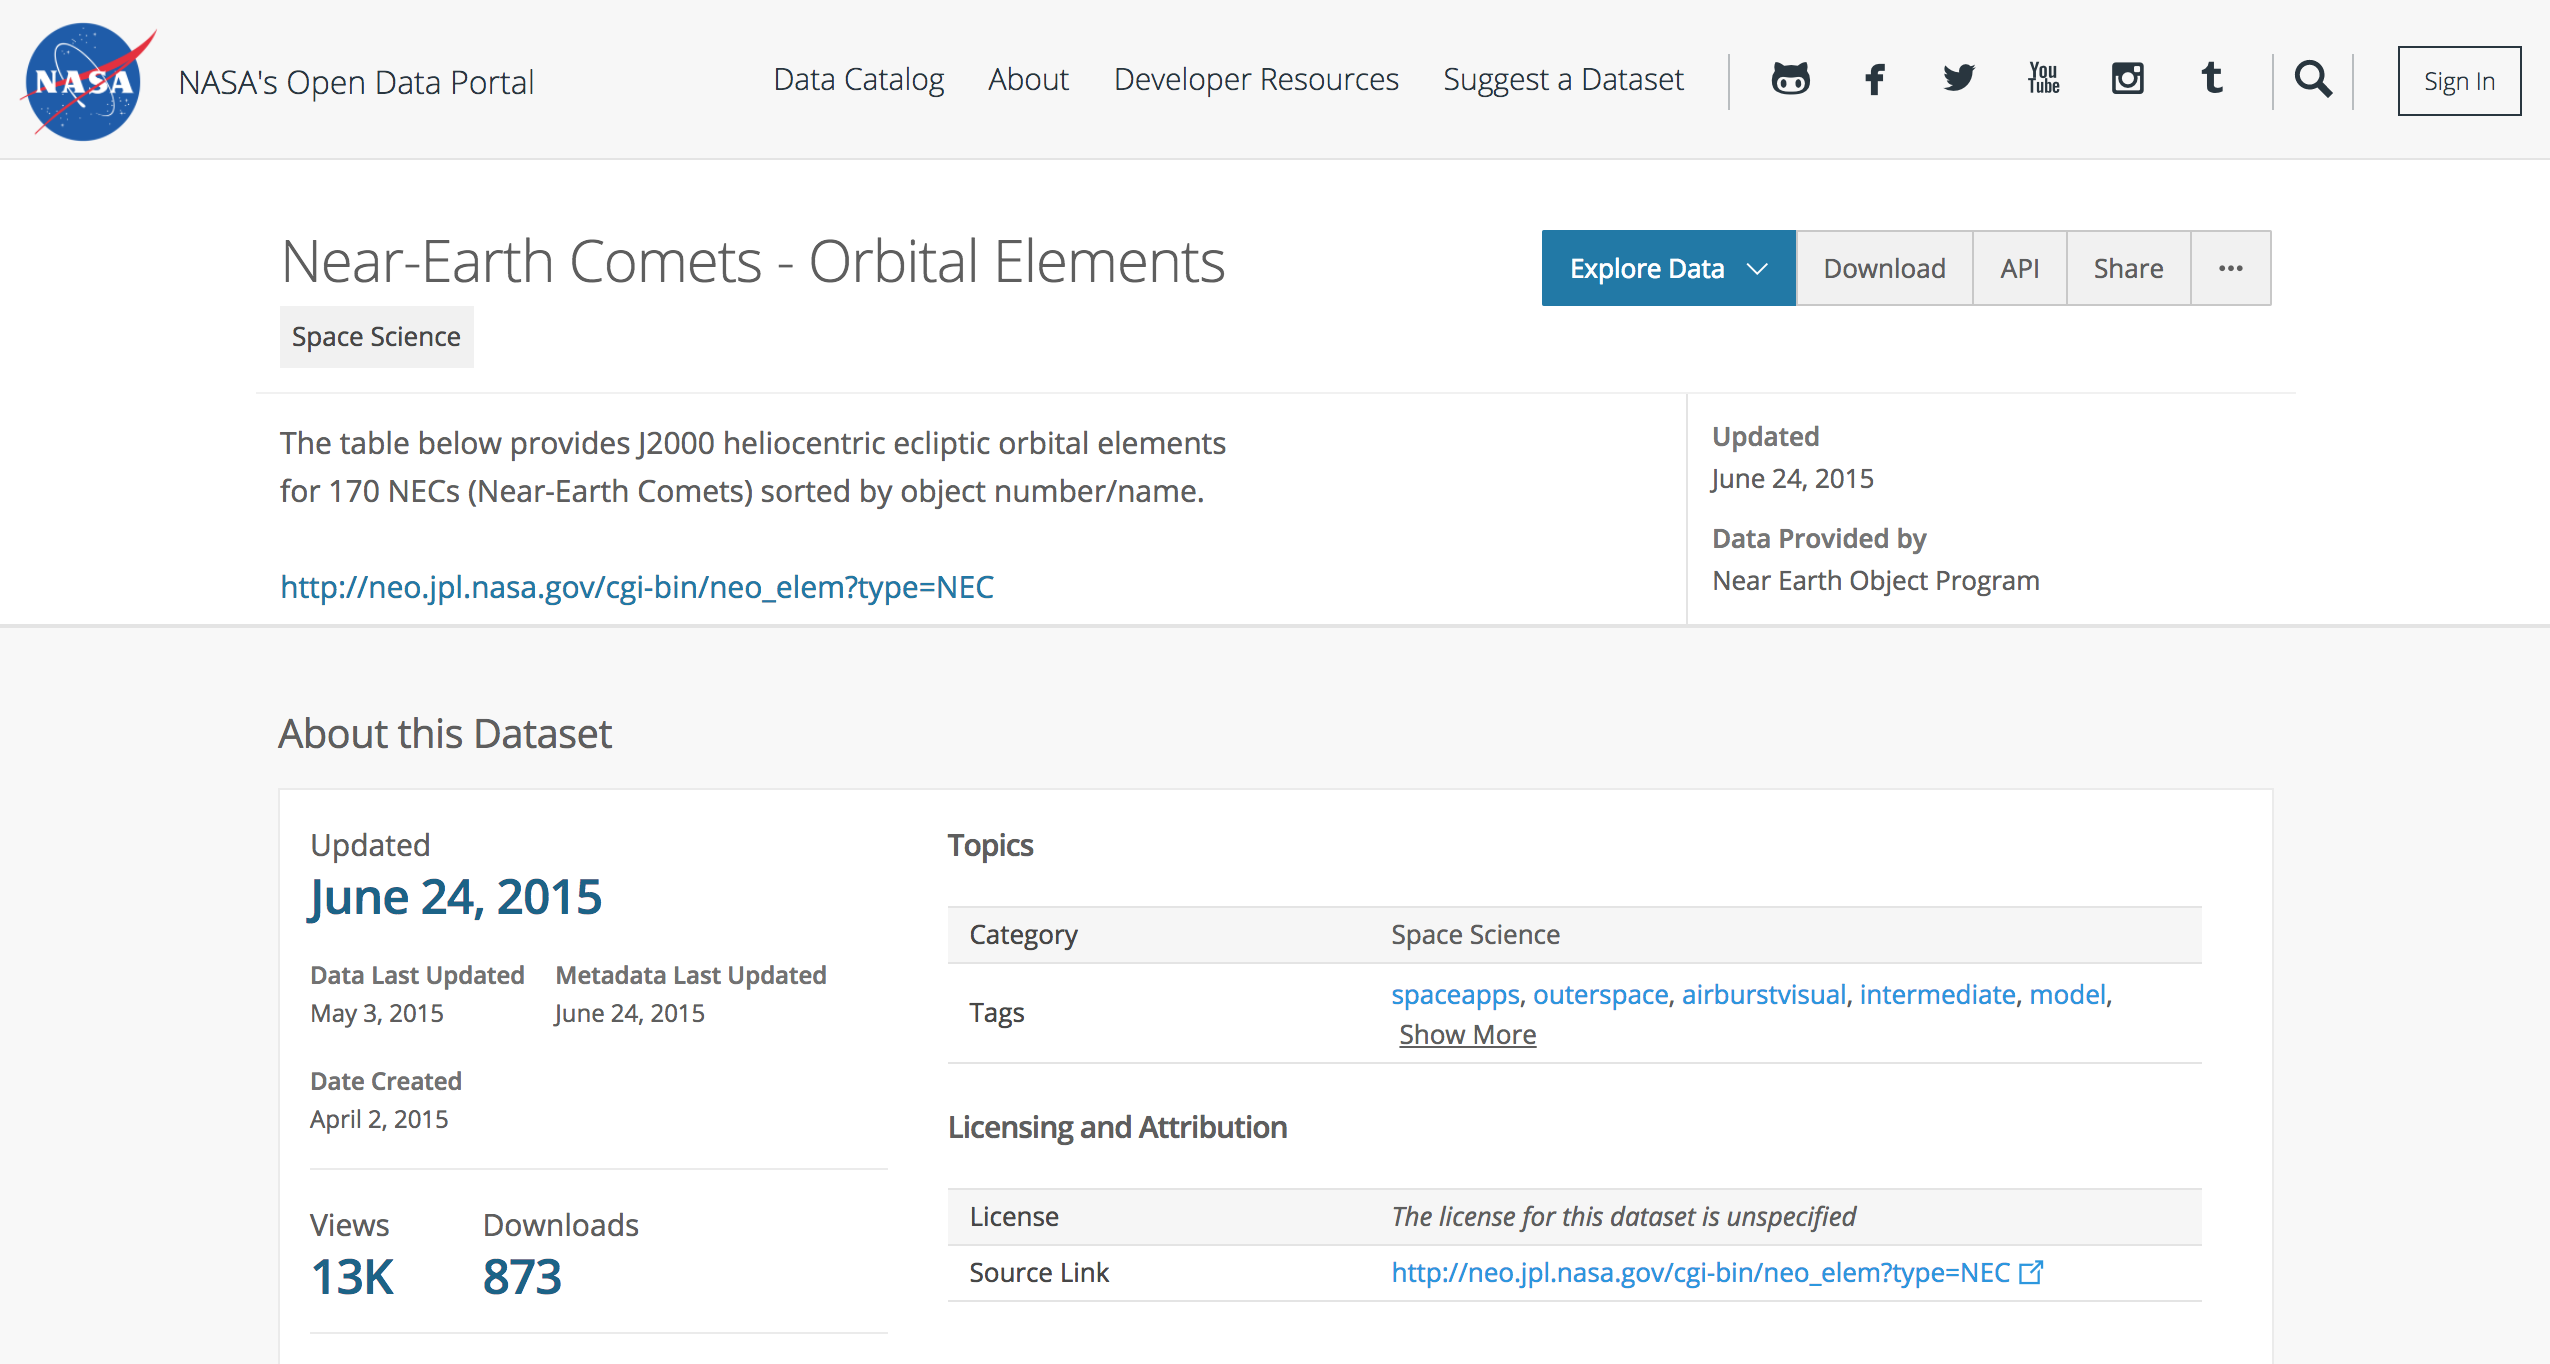 NASA
NASA's Open Data Portal
Data Catalog
About
Developer Resources
Suggest a Dataset
You
Tube
Sign In
Near-Earth Comets - Orbital Elements
Explore Data
Download
API
Share
Space Science
The table below provides J2000 heliocentric ecliptic orbital elements
for 170 NECs (Near-Earth Comets) sorted by object number/name.
http://neo.jpl.nasa.gov/cgi-bin/neo_elem?type=NEC
Updated
June 24, 2015
Data Provided by
Near Earth Object Program
About this Dataset
Updated
June 24, 2015
Data Last Updated
May 3, 2015
Metadata Last Updated
June 24, 2015
Date Created
April 2, 2015
Views
13K
Downloads
873
Topics
Category
Space Science
Tags
spaceapps, outerspace, airburstvisual, intermediate, model,
Show More
Licensing and Attribution
License
The license for this dataset is unspecified
Source Link
http://neo.jpl.nasa.gov/cgi-bin/neo_elem?type=NEC